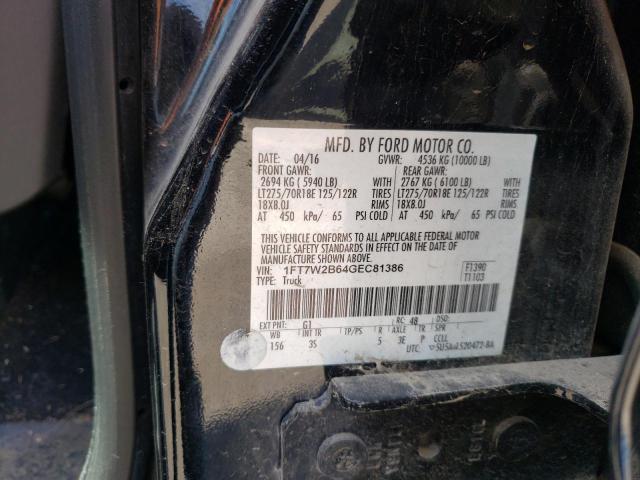 MFD. BY FORD MOTOR CO.
DATE: 04/16 GVWR: 4536 KG (10000 LB)
FRONT GAWR: REAR GAWR:
2694 KG ( 5940 LB) WITH 2767 KG ( 6100 LB) WITH
LT275/70R18E 125/122R TIRES LT275/70R18E 125/122R TIRES
18X8.0J RIMS 18X8.0J RIMS
AT 450 kPa/ 65 PSI COLD AT 450 kPa/ 65 PSI COLD
THIS VEHICLE CONFORMS TO ALL APPLICABLE FEDERAL MOTOR
VEHICLE SAFETY STANDARDS IN EFFECT ON THE DATE OF
MANUFACTURE SHOWN ABOVE.
VIN: 1FT7W2B64GEC81386 F1390
TYPE: Truck T1103
EXT PNT: G1 RC: 48 DSO:
WB INT TR TP/PS R AXLE TR SPR
156 3S 5 3E P CCLL
UTC